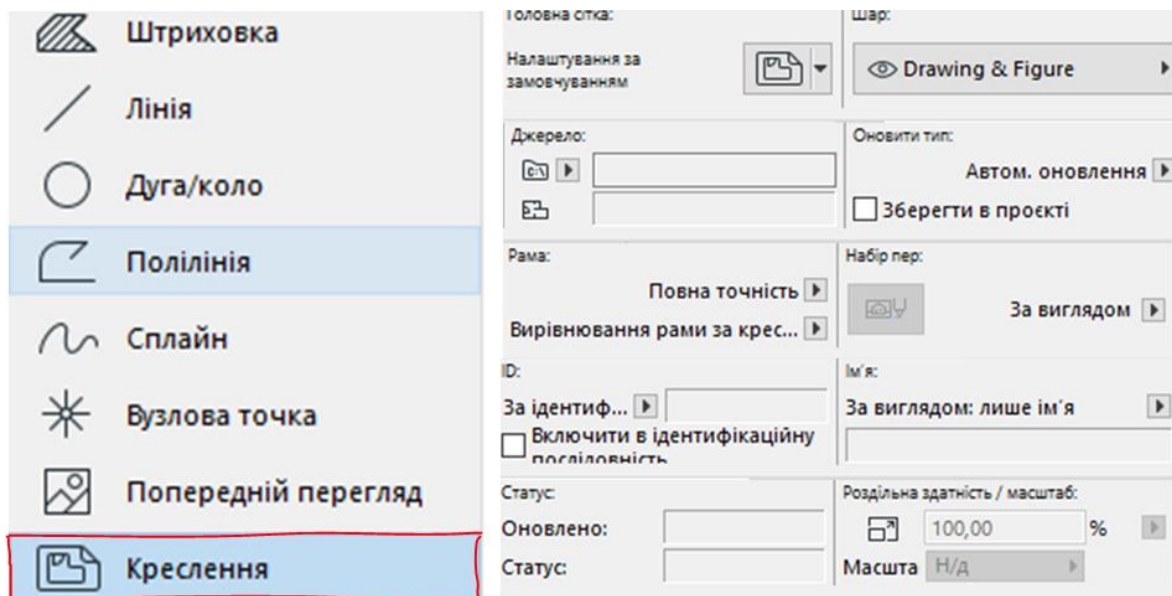 Штриховка
Лінія
Дуга/коло
Полілінія
Сплайн
Вузлова точка
Попередній перегляд
Креслення
Головна сітка:
Шар:
Налаштування за
замовчуванням
Drawing & Figure
Джерело:
Оновити тип:
Автом. оновлення
Зберегти в проєкті
Рама:
Набір пер:
Повна точність
За виглядом
Вирівнювання рами за крес...
ID:
Ім´я:
За ідентиф...
За виглядом: лише ім´я
Включити в ідентифікаційну
послідовність
Статус:
Роздільна здатність / масштаб:
Оновлено:
100,00 %
Статус:
Масшта Н/д